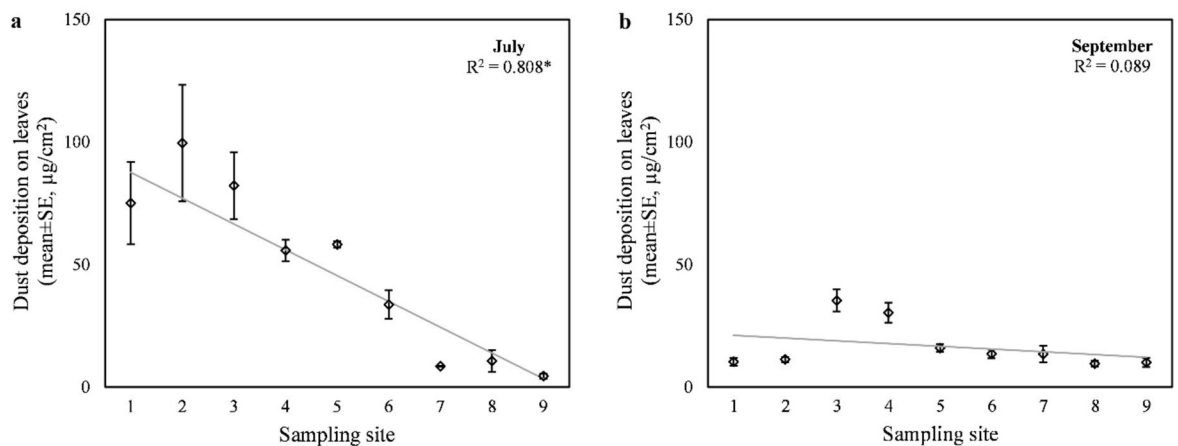 a
July
R² = 0.808*
Dust deposition on leaves
(mean±SE, µg/cm²)
150
100
50
0
1 2 3 4 5 6 7 8 9
Sampling site
b
September
R² = 0.089
Dust deposition on leaves
(mean±SE, µg/cm²)
150
100
50
0
1 2 3 4 5 6 7 8 9
Sampling site